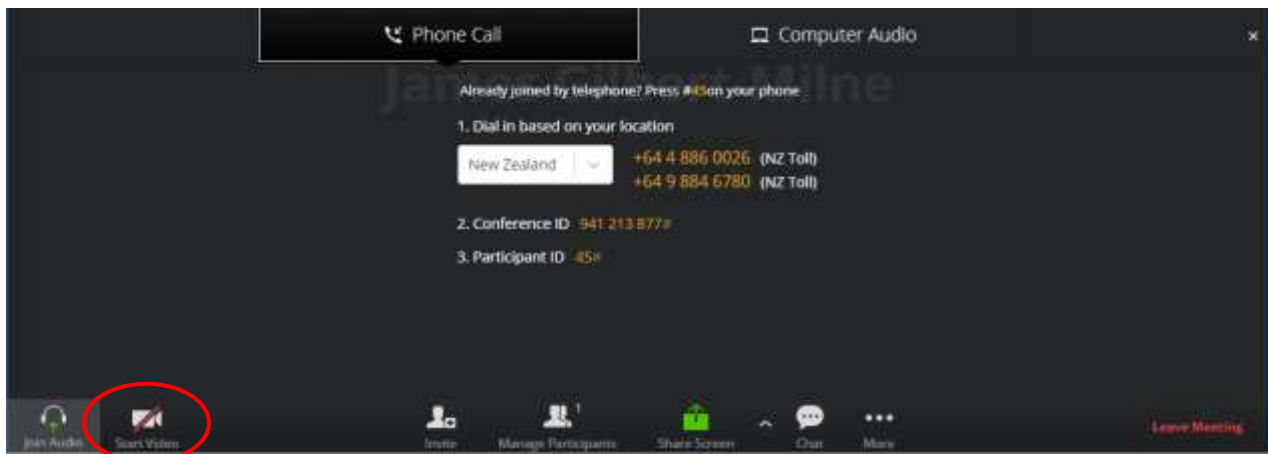 Phone Call
Computer Audio
×
James Gilbert-Milne
Already joined by telephone? Press #45 on your phone
1. Dial in based on your location
New Zealand
+64 4 886 0026 (NZ Toll)
+64 9 884 6780 (NZ Toll)
2. Conference ID 941 213 877#
3. Participant ID 45#
Join Audio
Start Video
Invite
1
Manage Participants
Share Screen
Chat
More
Leave Meeting